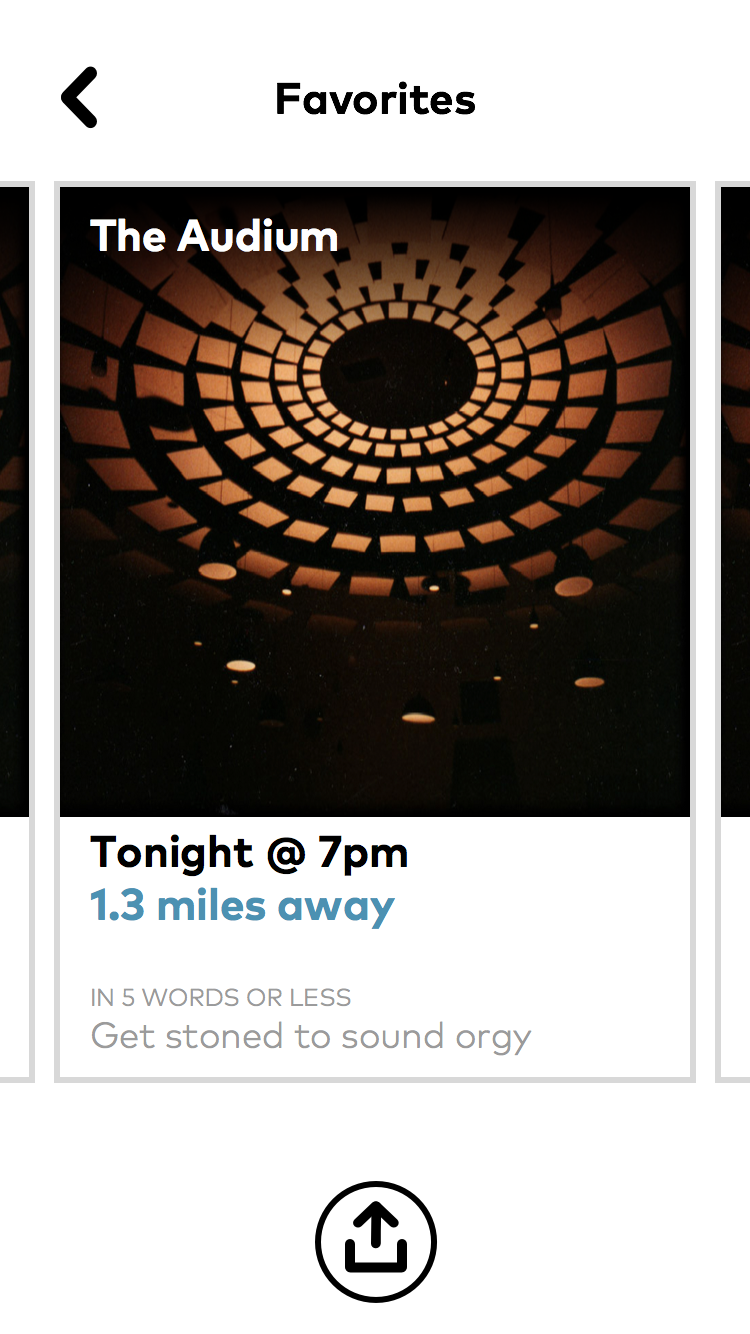 Favorites
The Audium
Tonight @ 7pm
1.3 miles away
IN 5 WORDS OR LESS
Get stoned to sound orgy